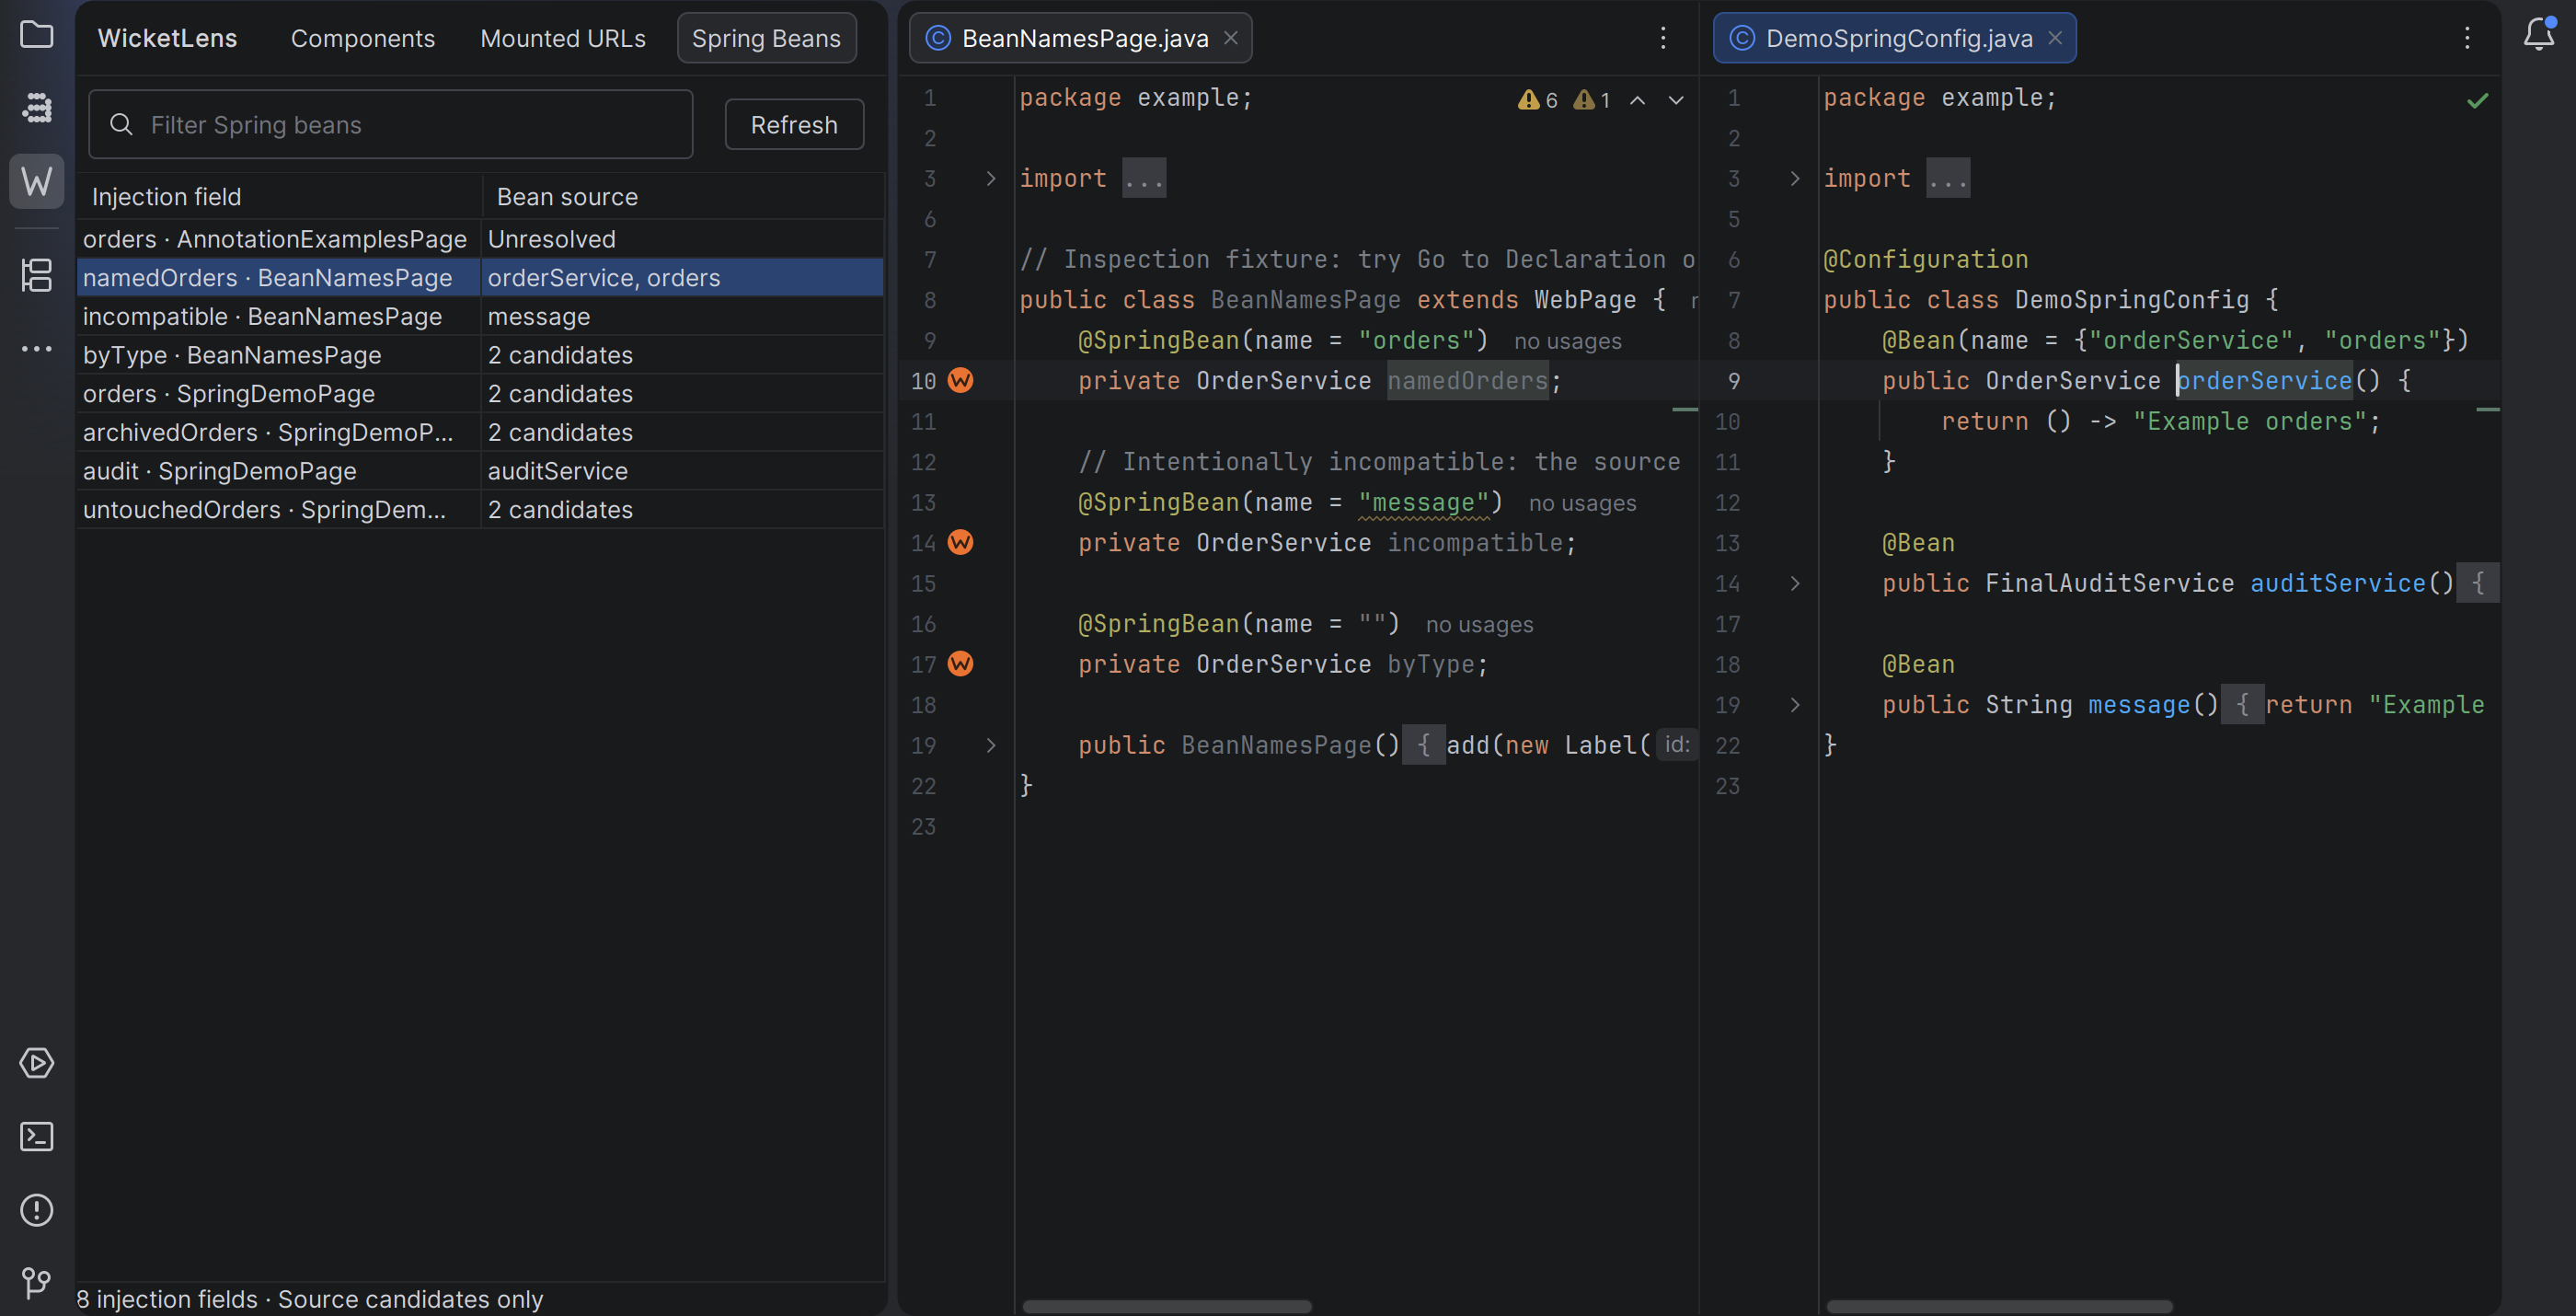 WicketLens Components Mounted URLs Spring Beans
Filter Spring beans Refresh
Injection field Bean source
orders · AnnotationExamplesPage Unresolved
namedOrders · BeanNamesPage orderService, orders
incompatible · BeanNamesPage message
byType · BeanNamesPage 2 candidates
orders · SpringDemoPage 2 candidates
archivedOrders · SpringDemoP... 2 candidates
audit · SpringDemoPage auditService
untouchedOrders · SpringDem... 2 candidates
8 injection fields · Source candidates only
BeanNamesPage.java
6 1
1 package example;
2
3 import ...
6
7 // Inspection fixture: try Go to Declaration o
8 public class BeanNamesPage extends WebPage {
9 @SpringBean(name = "orders") no usages
10 private OrderService namedOrders;
11
12 // Intentionally incompatible: the source
13 @SpringBean(name = "message") no usages
14 private OrderService incompatible;
15
16 @SpringBean(name = "") no usages
17 private OrderService byType;
18
19 public BeanNamesPage() { add(new Label( id:
22 }
23
DemoSpringConfig.java
1 package example;
2
3 import ...
5
6 @Configuration
7 public class DemoSpringConfig {
8 @Bean(name = {"orderService", "orders"})
9 public OrderService orderService() {
10 return () -> "Example orders";
11 }
12
13 @Bean
14 public FinalAuditService auditService() {
17
18 @Bean
19 public String message() { return "Example
22 }
23